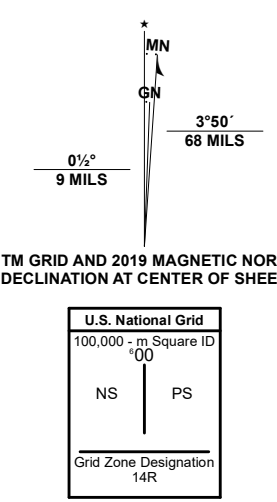 ★
MN
GN
3°50´
68 MILS
0½°
9 MILS
TM GRID AND 2019 MAGNETIC NOR
DECLINATION AT CENTER OF SHEE
U.S. National Grid
100,000 - m Square ID
⁶00
NS PS
Grid Zone Designation
14R